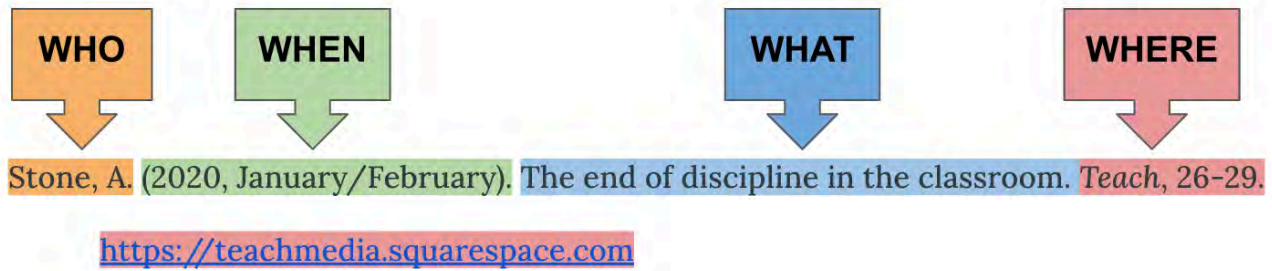 WHO WHEN WHAT WHERE
Stone, A. (2020, January/February). The end of discipline in the classroom. Teach, 26-29.
https://teachmedia.squarespace.com